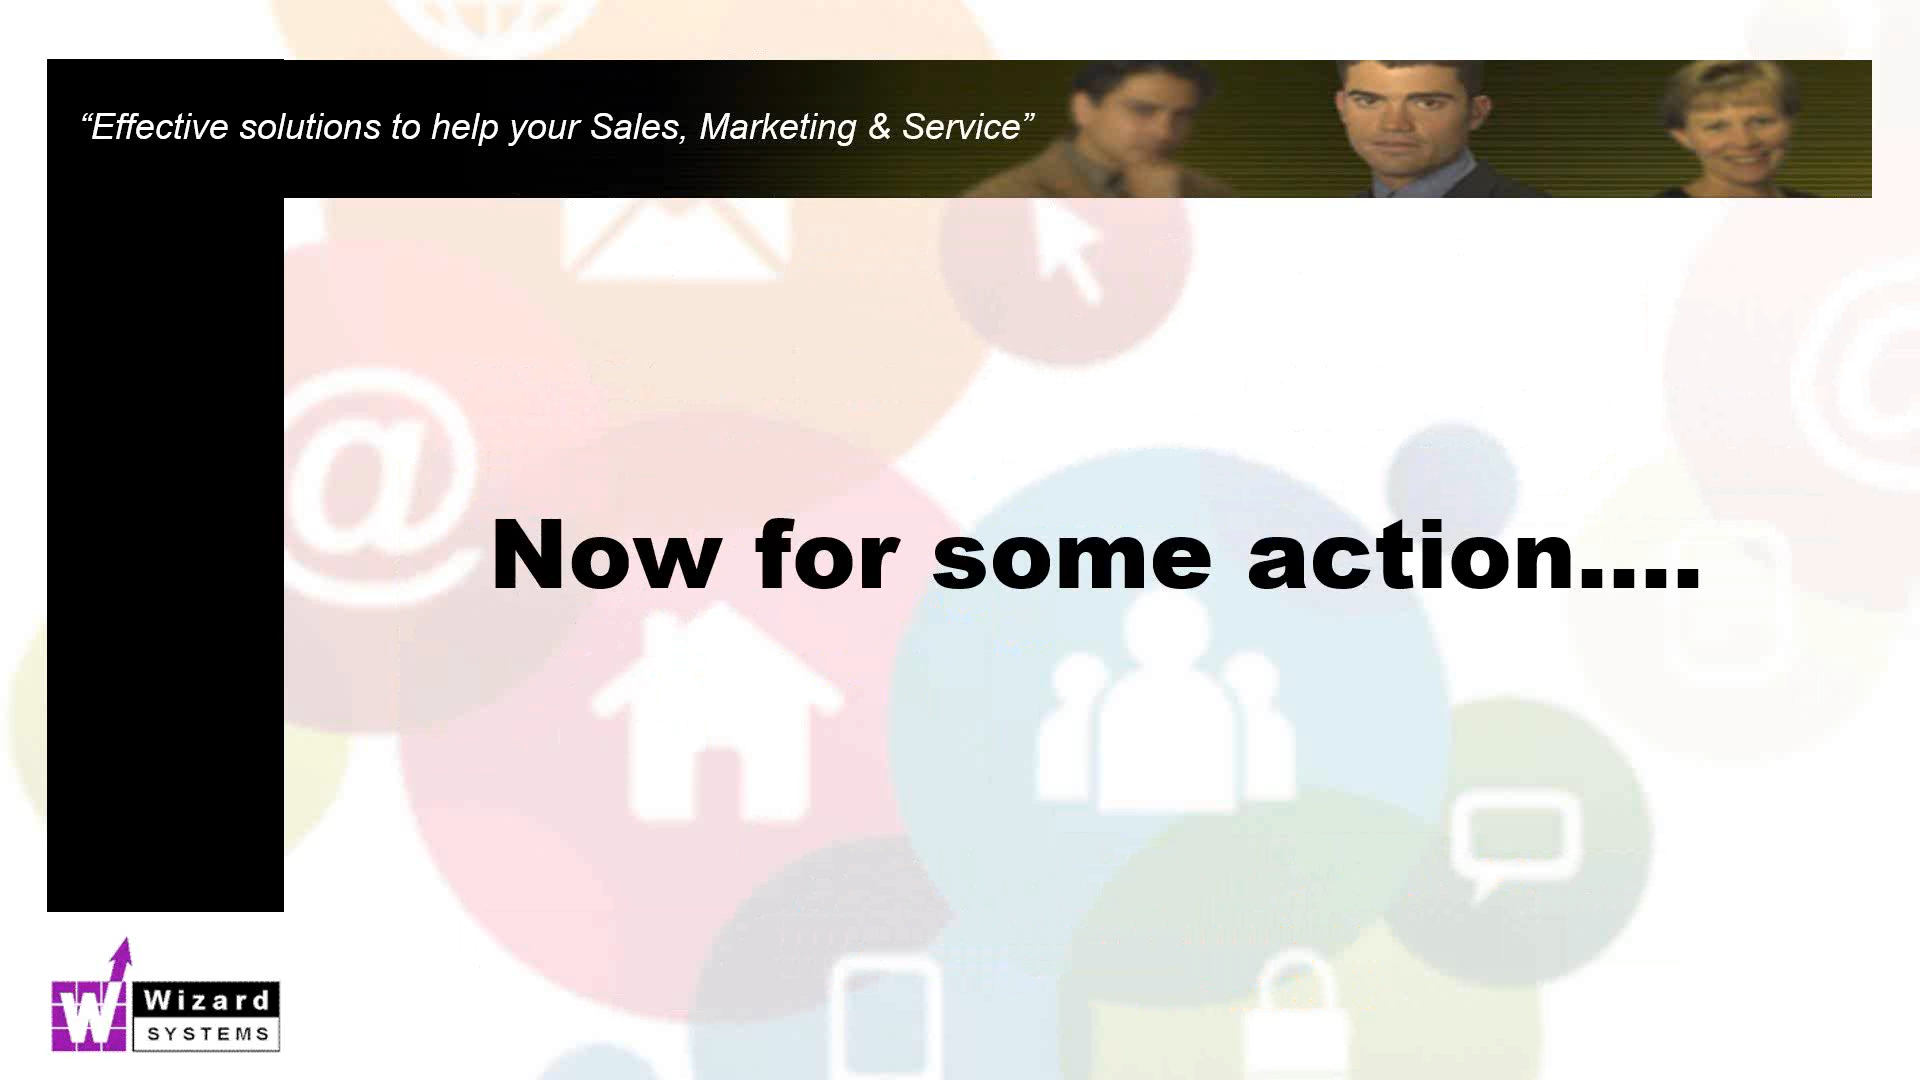 “Effective solutions to help your Sales, Marketing & Service”
Now for some action....
W
Wizard
SYSTEMS